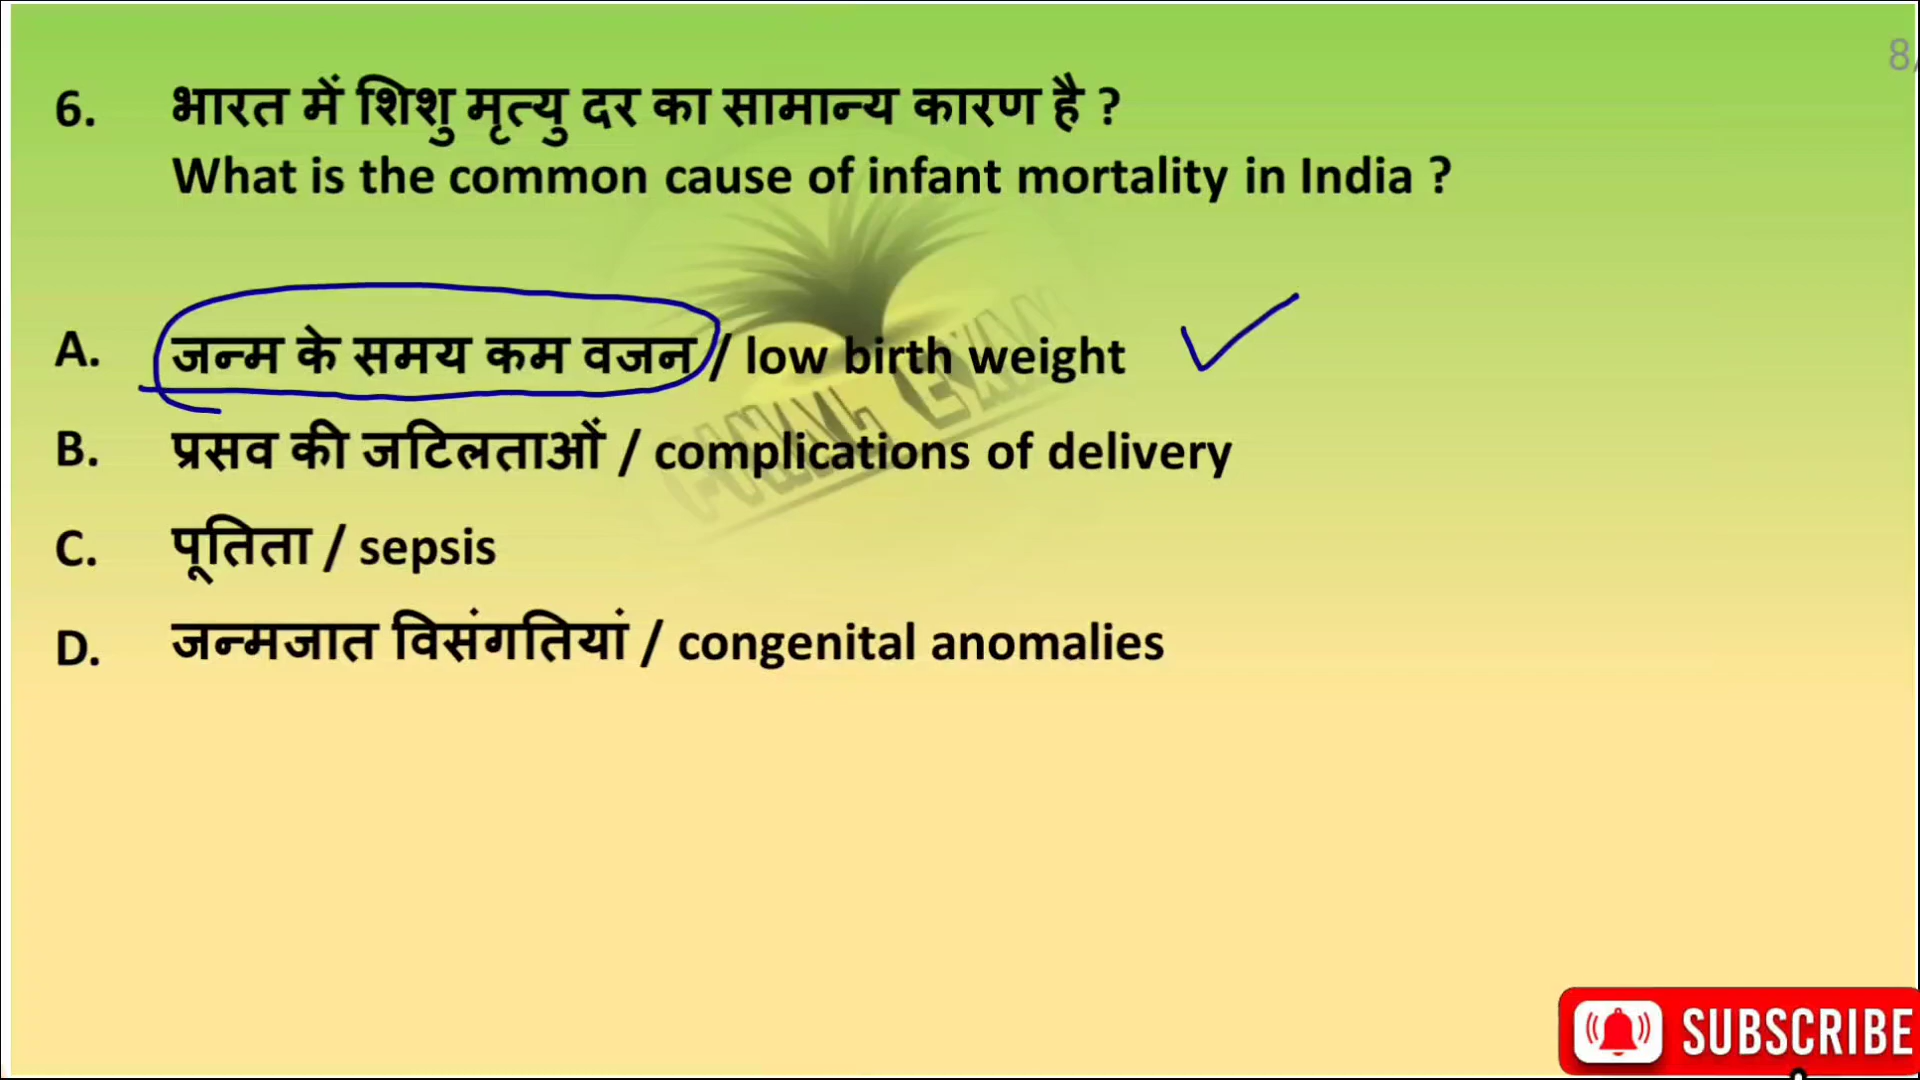 8/
6. भारत में शिशु मृत्यु दर का सामान्य कारण है ?
What is the common cause of infant mortality in India ?
A. जन्म के समय कम वजन / low birth weight
B. प्रसव की जटिलताओं / complications of delivery
C. पूतिता / sepsis
D. जन्मजात विसंगतियां / congenital anomalies
SUBSCRIBE